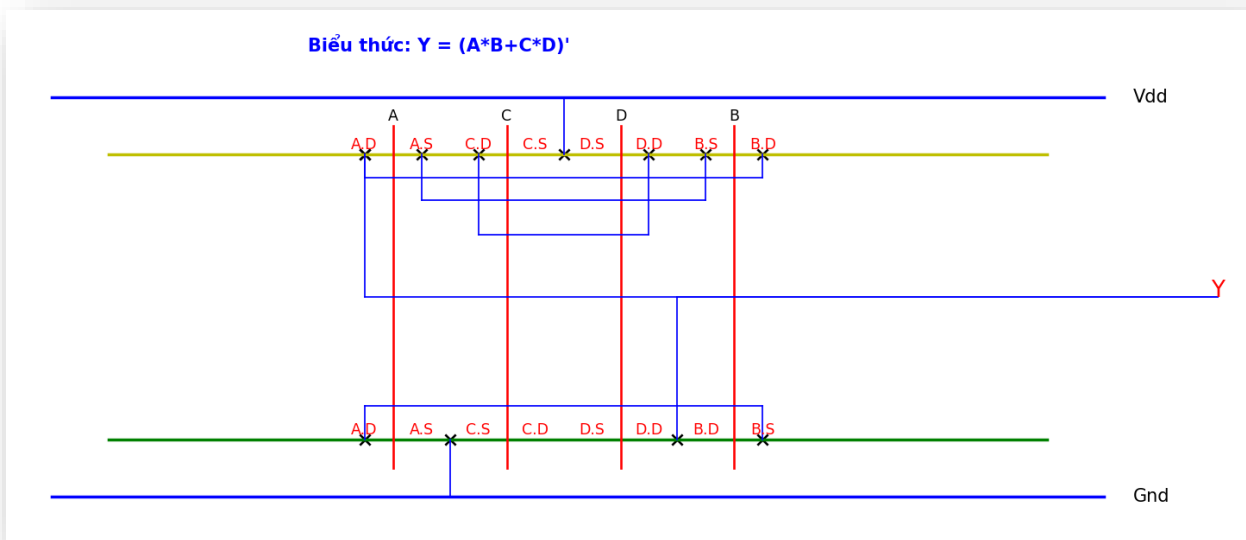 Biểu thức: Y = (A*B+C*D)'
Vdd
A C D B
A.D A.S C.D C.S D.S D.D B.S B.D
Y
A.D A.S C.S C.D D.S D.D B.D B.S
Gnd